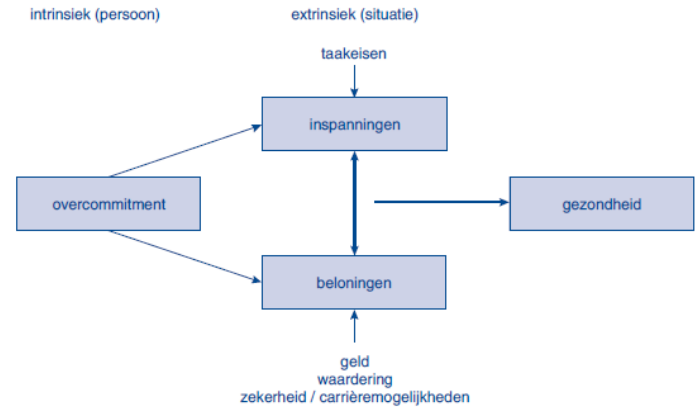 intrinsiek (persoon)
extrinsiek (situatie)
taakeisen
inspanningen
overcommitment
gezondheid
beloningen
geld
waardering
zekerheid / carrièremogelijkheden